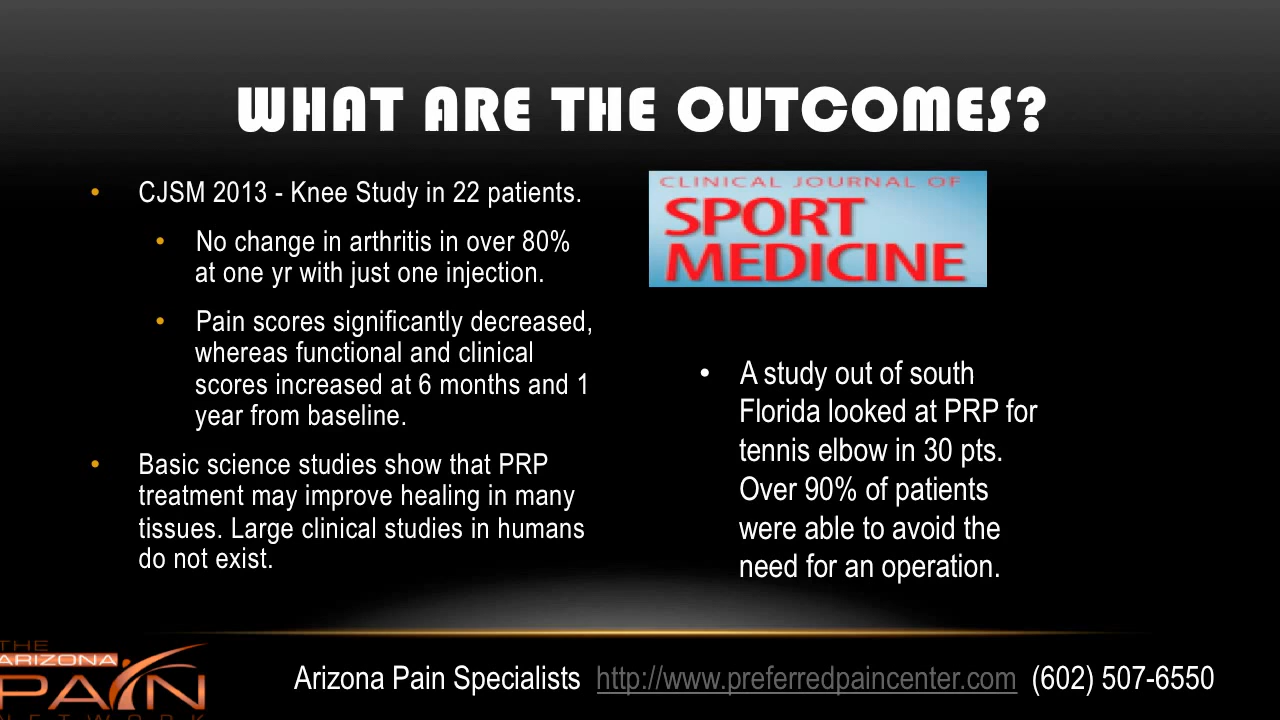 WHAT ARE THE OUTCOMES?
• CJSM 2013 - Knee Study in 22 patients.
• No change in arthritis in over 80%
at one yr with just one injection.
• Pain scores significantly decreased,
whereas functional and clinical
scores increased at 6 months and 1
year from baseline.
• Basic science studies show that PRP
treatment may improve healing in many
tissues. Large clinical studies in humans
do not exist.
CLINICAL JOURNAL OF
SPORT
MEDICINE
• A study out of south
Florida looked at PRP for
tennis elbow in 30 pts.
Over 90% of patients
were able to avoid the
need for an operation.
THE
ARIZONA
PAIN
NETWORK
Arizona Pain Specialists http://www.preferredpaincenter.com (602) 507-6550